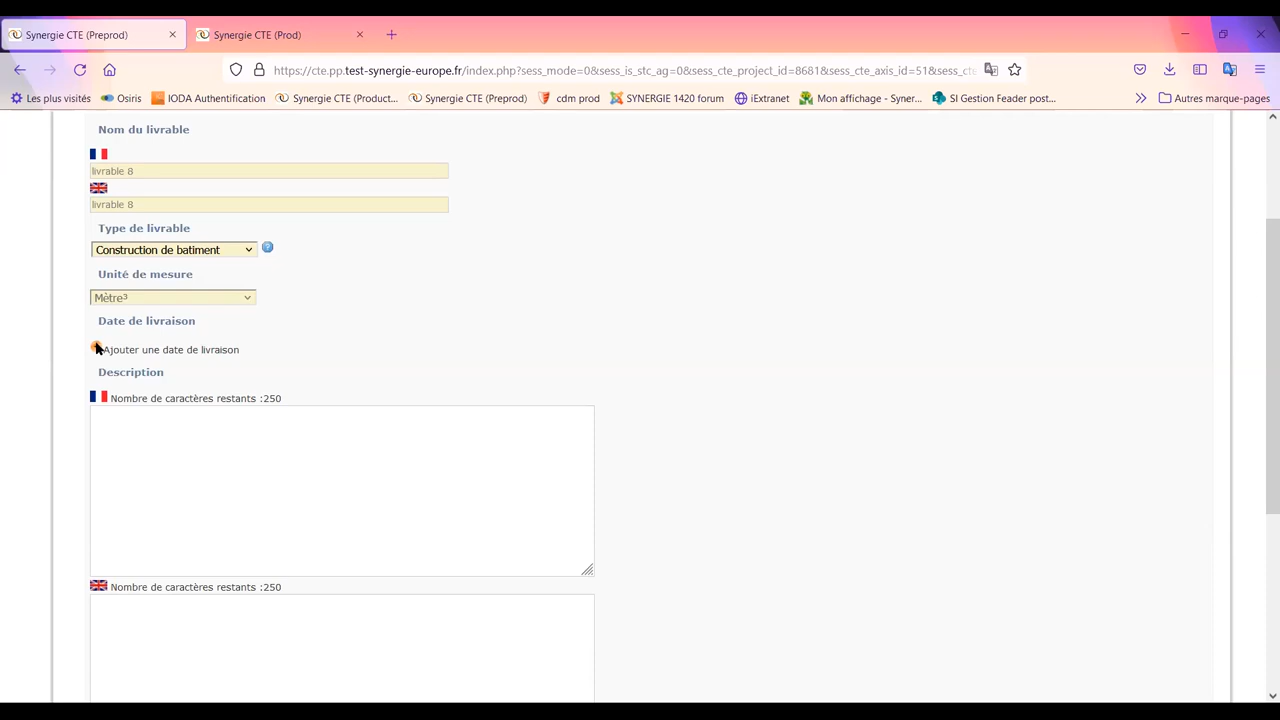 Synergie CTE (Preprod)
Synergie CTE (Prod)
https://cte.pp.test-synergie-europe.fr/index.php?sess_mode=0&sess_is_stc_ag=0&sess_cte_project_id=8681&sess_cte_axis_id=51&sess_cte
Les plus visités
Osiris
IODA Authentification
Synergie CTE (Product...
Synergie CTE (Preprod)
cdm prod
SYNERGIE 1420 forum
iExtranet
Mon affichage - Syner...
SI Gestion Feader post...
Autres marque-pages
Nom du livrable
livrable 8
livrable 8
Type de livrable
Construction de batiment
Unité de mesure
Mètre³
Date de livraison
Ajouter une date de livraison
Description
Nombre de caractères restants :250
Nombre de caractères restants :250